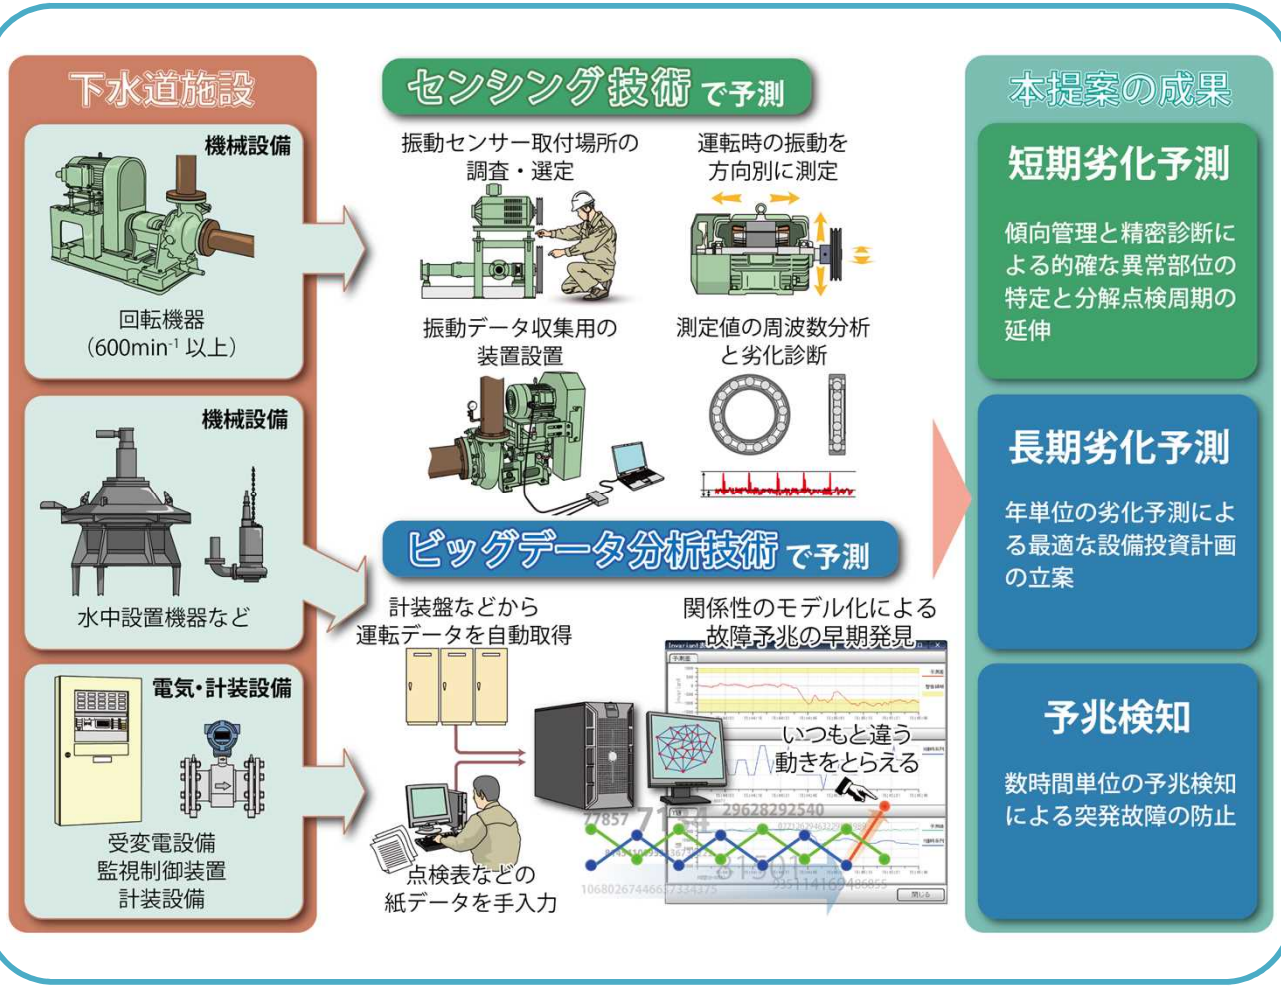 下水道施設
機械設備
回転機器
（600min⁻¹ 以上）
機械設備
水中設置機器など
電気・計装設備
受変電設備
監視制御装置
計装設備
センシング技術で予測
振動センサー取付場所の
調査・選定
運転時の振動を
方向別に測定
振動データ収集用の
装置設置
測定値の周波数分析
と劣化診断
ビッグデータ分析技術で予測
計装盤などから
運転データを自動取得
点検表などの
紙データを手入力
関係性のモデル化による
故障予兆の早期発見
いつもと違う
動きをとらえる
77857
7134
29628292540
閉じる
本提案の成果
短期劣化予測
傾向管理と精密診断に
よる的確な異常部位の
特定と分解点検周期の
延伸
長期劣化予測
年単位の劣化予測によ
る最適な設備投資計画
の立案
予兆検知
数時間単位の予兆検知
による突発故障の防止